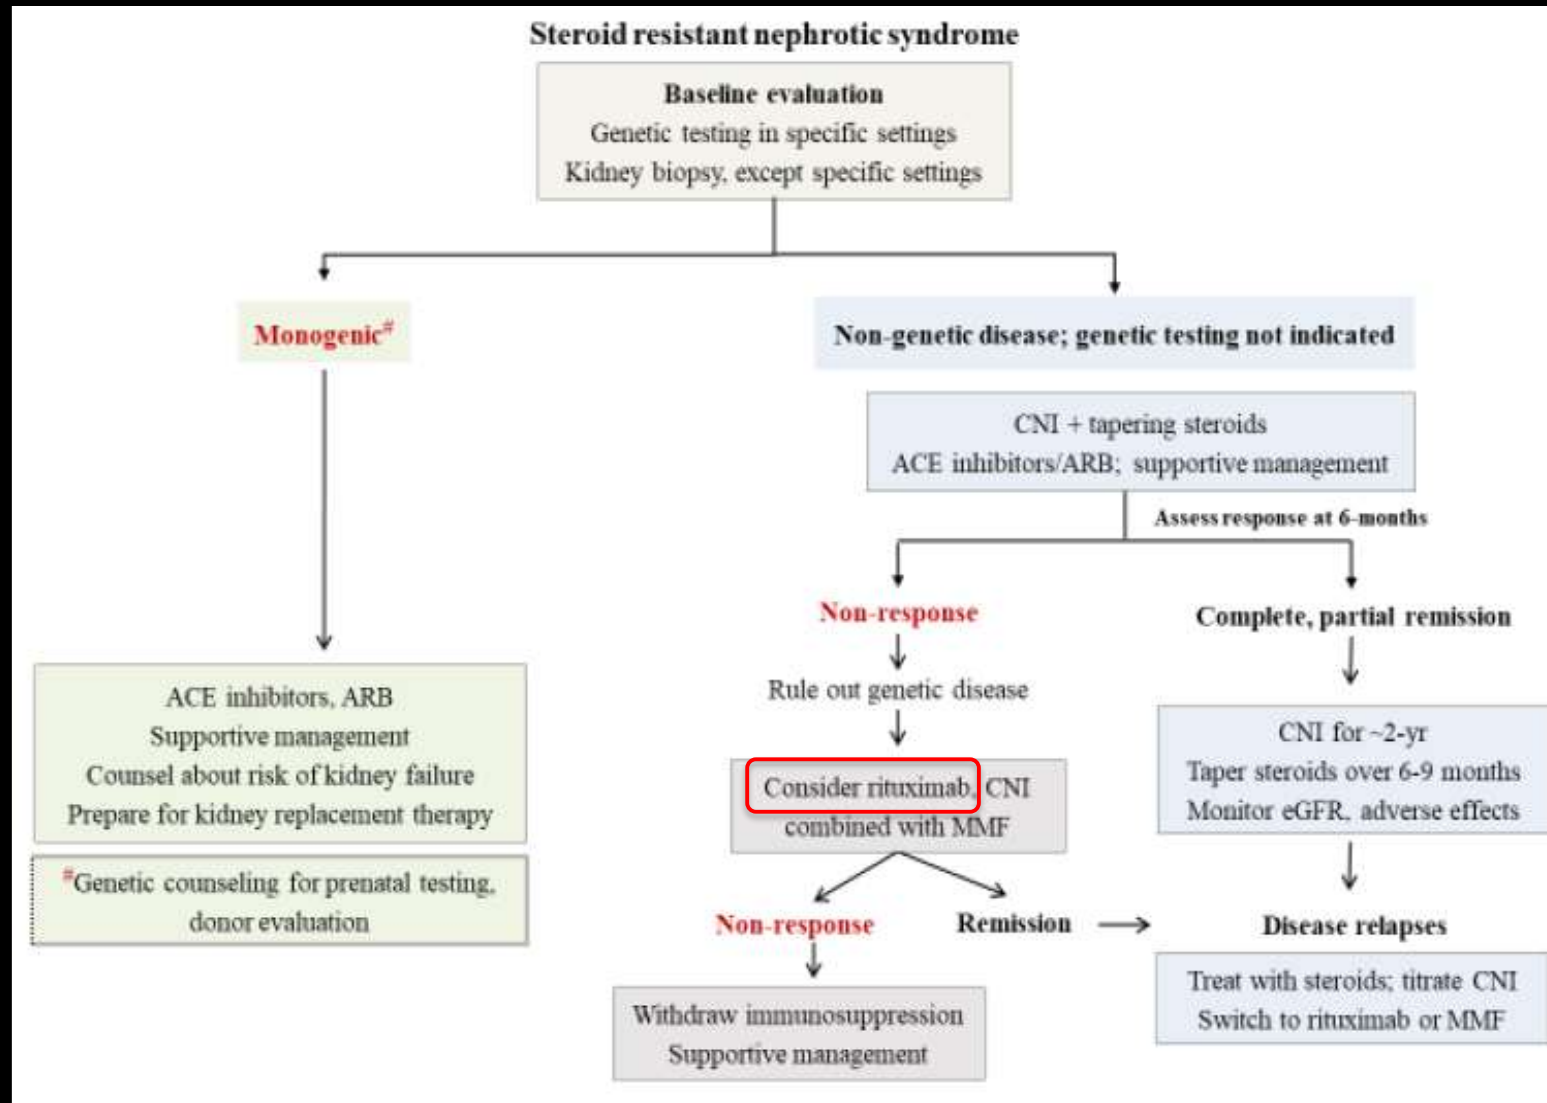 Steroid resistant nephrotic syndrome
Baseline evaluation
Genetic testing in specific settings
Kidney biopsy, except specific settings
Monogenic#
Non-genetic disease; genetic testing not indicated
CNI + tapering steroids
ACE inhibitors/ARB; supportive management
Assess response at 6-months
Non-response
Complete, partial remission
Rule out genetic disease
ACE inhibitors, ARB
Supportive management
Counsel about risk of kidney failure
Prepare for kidney replacement therapy
#Genetic counseling for prenatal testing,
donor evaluation
Consider rituximab, CNI
combined with MMF
CNI for ~2-yr
Taper steroids over 6-9 months
Monitor eGFR, adverse effects
Non-response
Remission
Disease relapses
Withdraw immunosuppression
Supportive management
Treat with steroids; titrate CNI
Switch to rituximab or MMF